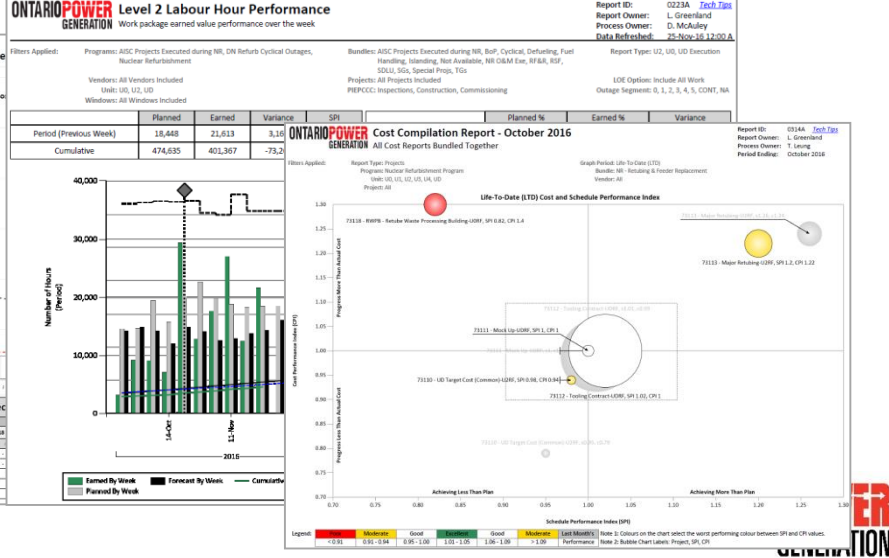 ONTARIOPOWER GENERATION
Level 2 Labour Hour Performance
Work package earned value performance over the week
Report ID: 0223A Tech Tips
Report Owner: L. Greenland
Process Owner: D. McAuley
Data Refreshed: 25-Nov-16 12:00 A
Filters Applied:
Programs: AISC Projects Executed during NR, DN Refurb Cyclical Outages,
Nuclear Refurbishment
Vendors: All Vendors Included
Unit: U0, U2, UD
Windows: All Windows Included
Bundles: AISC Projects Executed during NR, BoP, Cyclical, Defueling, Fuel
Handling, Islanding, Not Available, NR O&M Exe, RF&R, RSF,
SDLU, SGs, Special Projs, TGs
Projects: All Projects Included
PIEPCCC: Inspections, Construction, Commissioning
Report Type: U2, U0, UD Execution
LOE Option: Include All Work
Outage Segment: 0, 1, 2, 3, 4, 5, CONT, NA
Planned Earned Variance SPI
Planned % Earned % Variance
Period (Previous Week) 18,448 21,613 3,16
Cumulative 474,635 401,367 -73,2
Number of Hours
(Period)
40,000
30,000
20,000
10,000
0
14-Oct
11-Nov
2016
Earned By Week
Forecast By Week
Cumulativ
Planned By Week
ONTARIOPOWER GENERATION
Cost Compilation Report - October 2016
All Cost Reports Bundled Together
Report ID: 0314A Tech Tips
Report Owner: L. Greenland
Process Owner: T. Leung
Period Ending: October 2016
Filters Applied:
Report Type: Projects
Program: Nuclear Refurbishment Program
Unit: U0, U1, U2, U3, U4, UD
Project: All
Graph Period: Life-To-Date (LTD)
Bundle: NR - Retubing & Feeder Replacement
Vendor: All
Life-To-Date (LTD) Cost and Schedule Performance Index
Cost Performance Index (CPI)
Progress More Than Actual Cost
Progress Less Than Actual Cost
1.30
1.25
1.20
1.15
1.10
1.05
1.00
0.95
0.90
0.85
0.80
0.75
0.70
73118 - RWPB - Retube Waste Processing Building-U0RF, SPI 0.82, CPI 1.4
73113 - Major Retubing-U2RF, SPI 1.2, CPI 1.22
73111 - Mock Up-U0RF, SPI 1, CPI 1
73110 - UD Target Cost (Common)-U2RF, SPI 0.98, CPI 0.94
73112 - Tooling Contract-U0RF, SPI 1.02, CPI 1
Achieving Less Than Plan
Achieving More Than Plan
0.70 0.75 0.80 0.85 0.90 0.95 1.00 1.05 1.10 1.15 1.20 1.25 1.30
Schedule Performance Index (SPI)
Legend:
Poor Moderate Good Excellent Good Moderate Last Month's
< 0.91 0.91 - 0.94 0.95 - 1.00 1.01 - 1.05 1.06 - 1.09 > 1.09 Performance
Note 1: Colours on the chart select the worst performing colour between SPI and CPI values.
Note 2: Bubble Chart Labels: Project, SPI, CPI
ER
TION